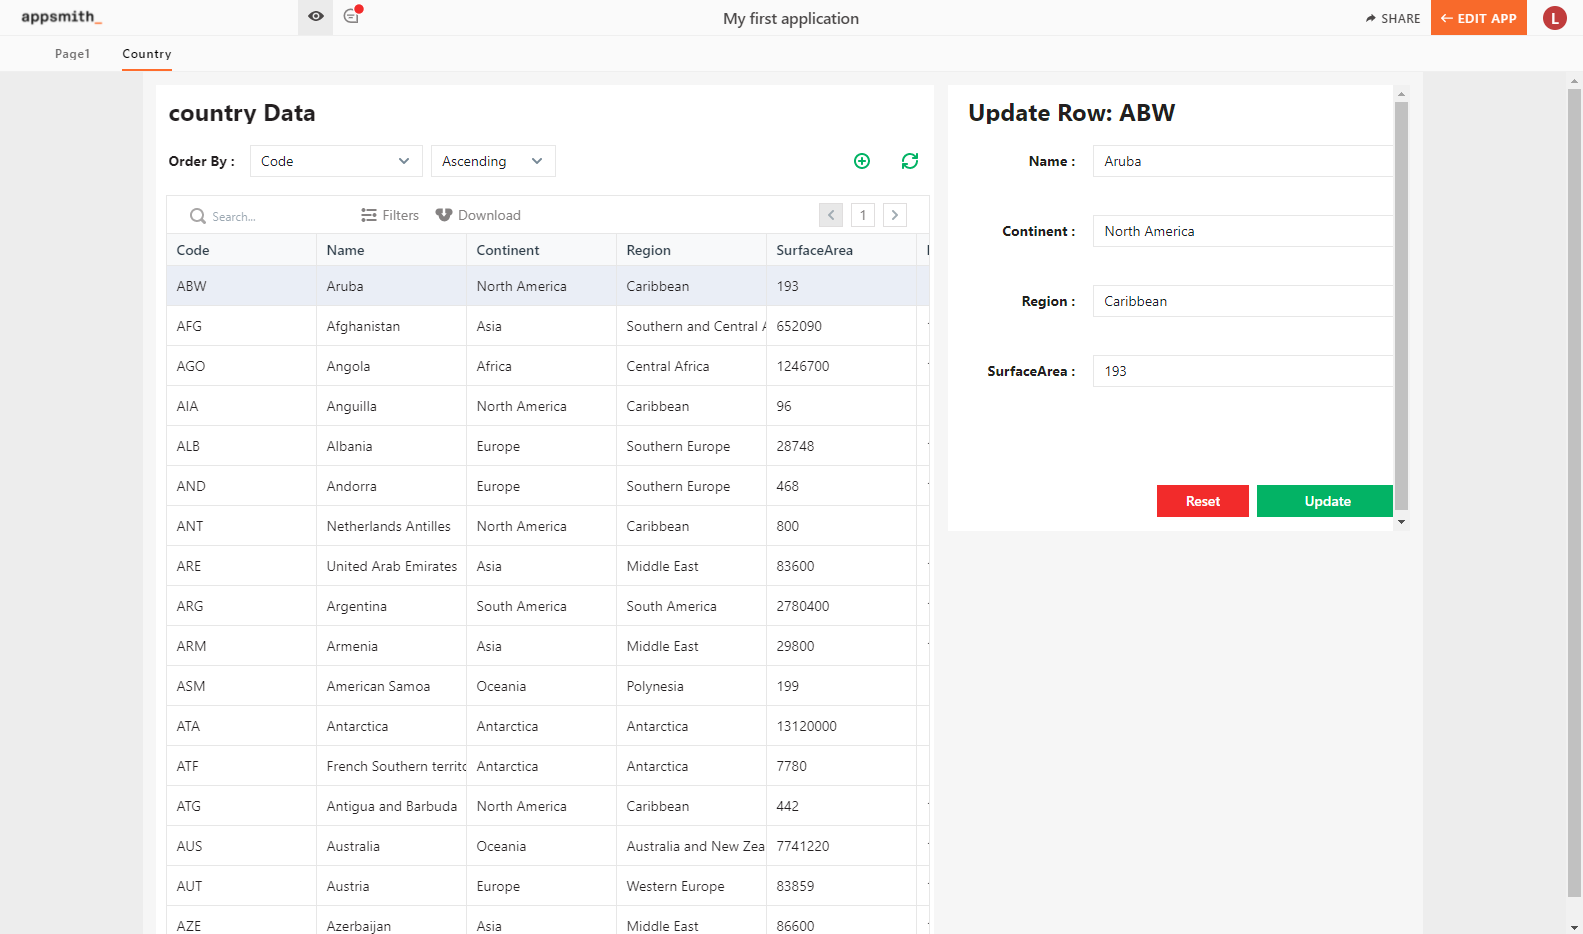 appsmith_
My first application
SHARE
← EDIT APP
L
Page1
Country
country Data
Order By :
Code
Ascending
Search...
Filters
Download
1
Code Name Continent Region SurfaceArea
ABW Aruba North America Caribbean 193
AFG Afghanistan Asia Southern and Central A 652090
AGO Angola Africa Central Africa 1246700
AIA Anguilla North America Caribbean 96
ALB Albania Europe Southern Europe 28748
AND Andorra Europe Southern Europe 468
ANT Netherlands Antilles North America Caribbean 800
ARE United Arab Emirates Asia Middle East 83600
ARG Argentina South America South America 2780400
ARM Armenia Asia Middle East 29800
ASM American Samoa Oceania Polynesia 199
ATA Antarctica Antarctica Antarctica 13120000
ATF French Southern territo Antarctica Antarctica 7780
ATG Antigua and Barbuda North America Caribbean 442
AUS Australia Oceania Australia and New Zea 7741220
AUT Austria Europe Western Europe 83859
AZE Azerbaijan Asia Middle East 86600
Update Row: ABW
Name : Aruba
Continent : North America
Region : Caribbean
SurfaceArea : 193
Reset
Update